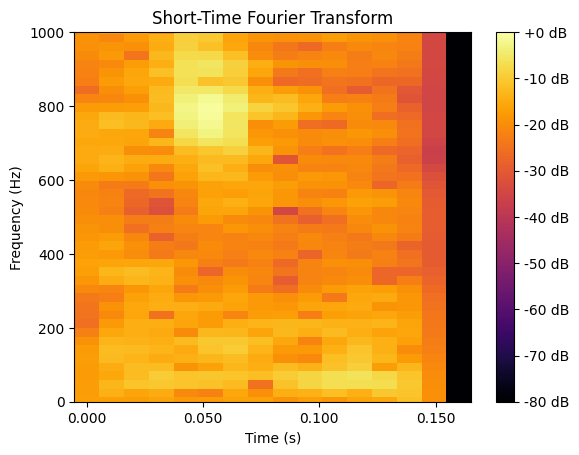 Short-Time Fourier Transform
1000
800
600
400
200
0
Frequency (Hz)
0.000
0.050
0.100
0.150
Time (s)
+0 dB
-10 dB
-20 dB
-30 dB
-40 dB
-50 dB
-60 dB
-70 dB
-80 dB